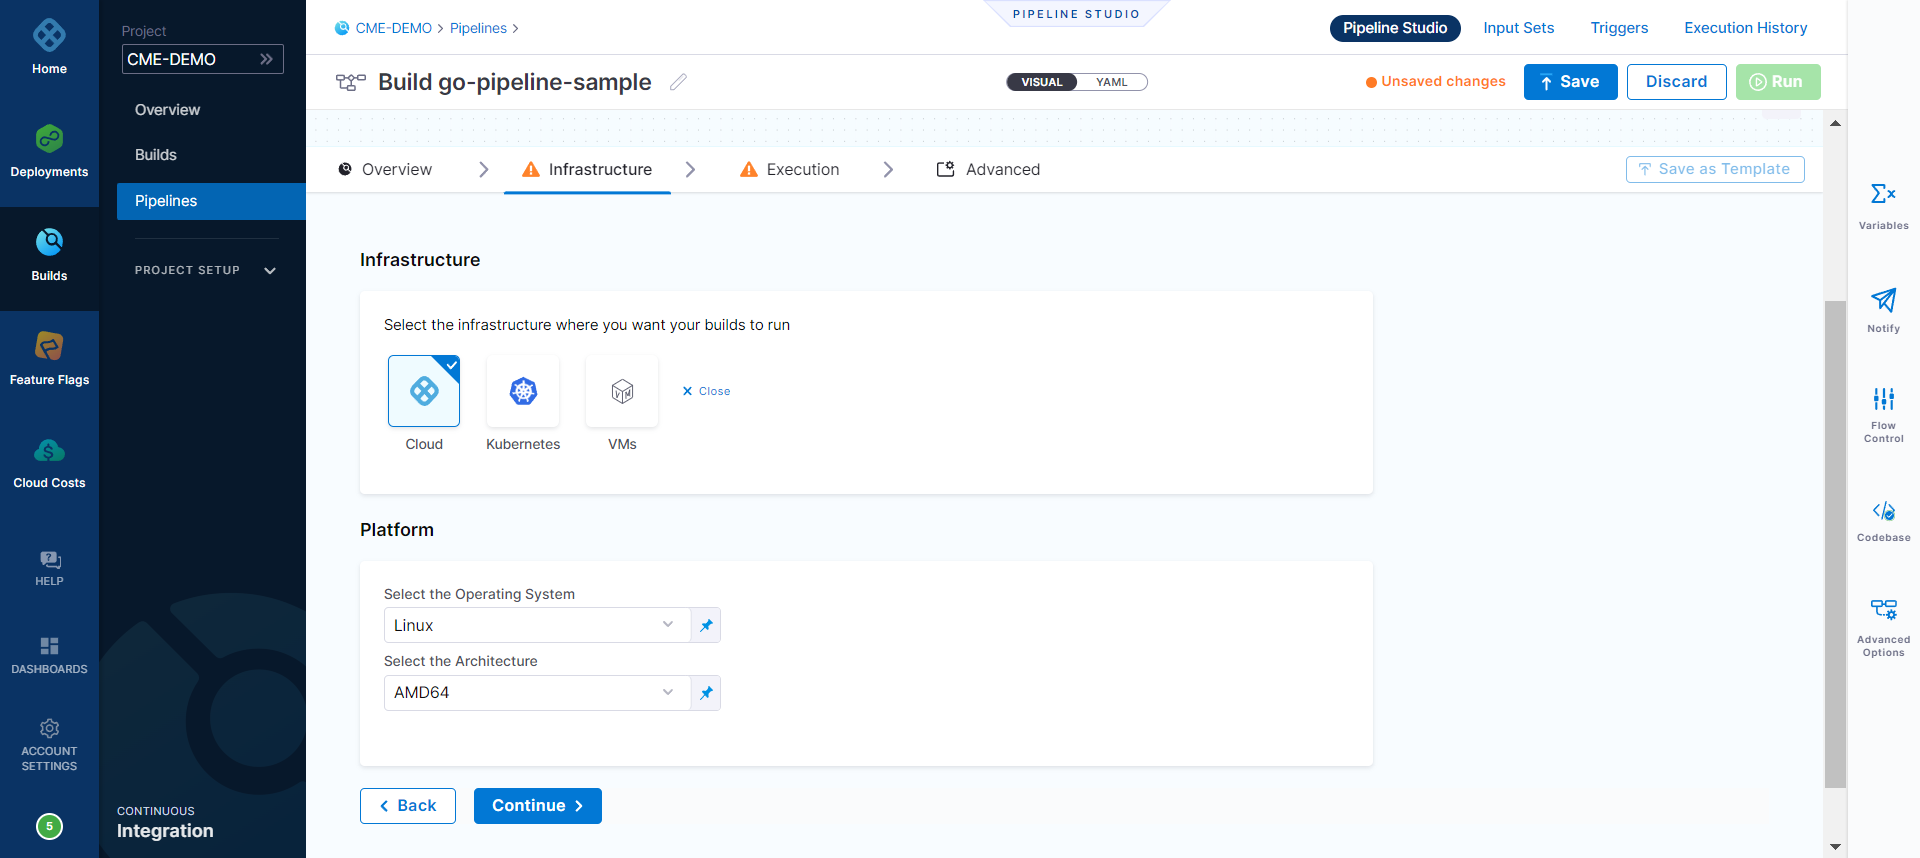 Home
Deployments
Builds
Feature Flags
Cloud Costs
HELP
DASHBOARDS
ACCOUNT
SETTINGS
5
Project
CME-DEMO
Overview
Builds
Pipelines
PROJECT SETUP
CONTINUOUS
Integration
CME-DEMO > Pipelines >
PIPELINE STUDIO
Pipeline Studio
Input Sets
Triggers
Execution History
Build go-pipeline-sample
VISUAL
YAML
Unsaved changes
Save
Discard
Run
Overview
Infrastructure
Execution
Advanced
Save as Template
Infrastructure
Select the infrastructure where you want your builds to run
Close
Cloud
Kubernetes
VMs
Platform
Select the Operating System
Linux
Select the Architecture
AMD64
Back
Continue
Variables
Notify
Flow
Control
Codebase
Advanced
Options